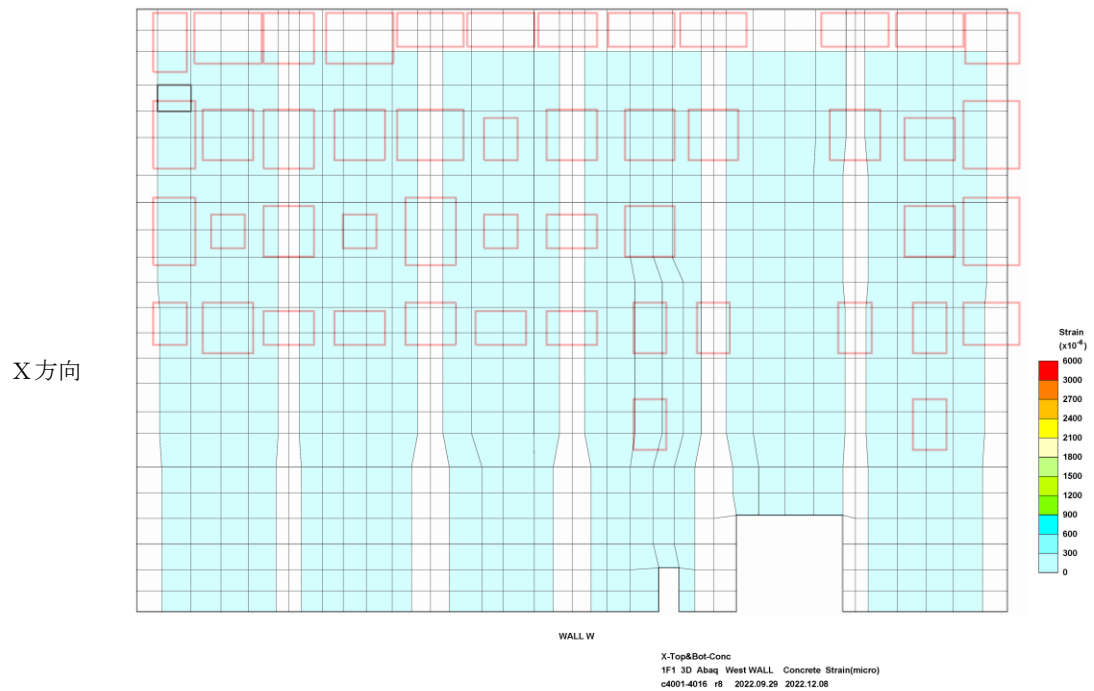 X方向
Strain
(x10⁻⁶)
6000
3000
2700
2400
2100
1800
1500
1200
900
600
300
0
WALL W
X-Top&Bot-Conc
1F1 3D Abaq West WALL Concrete Strain(micro)
c4001-4016 r8 2022.09.29 2022.12.08